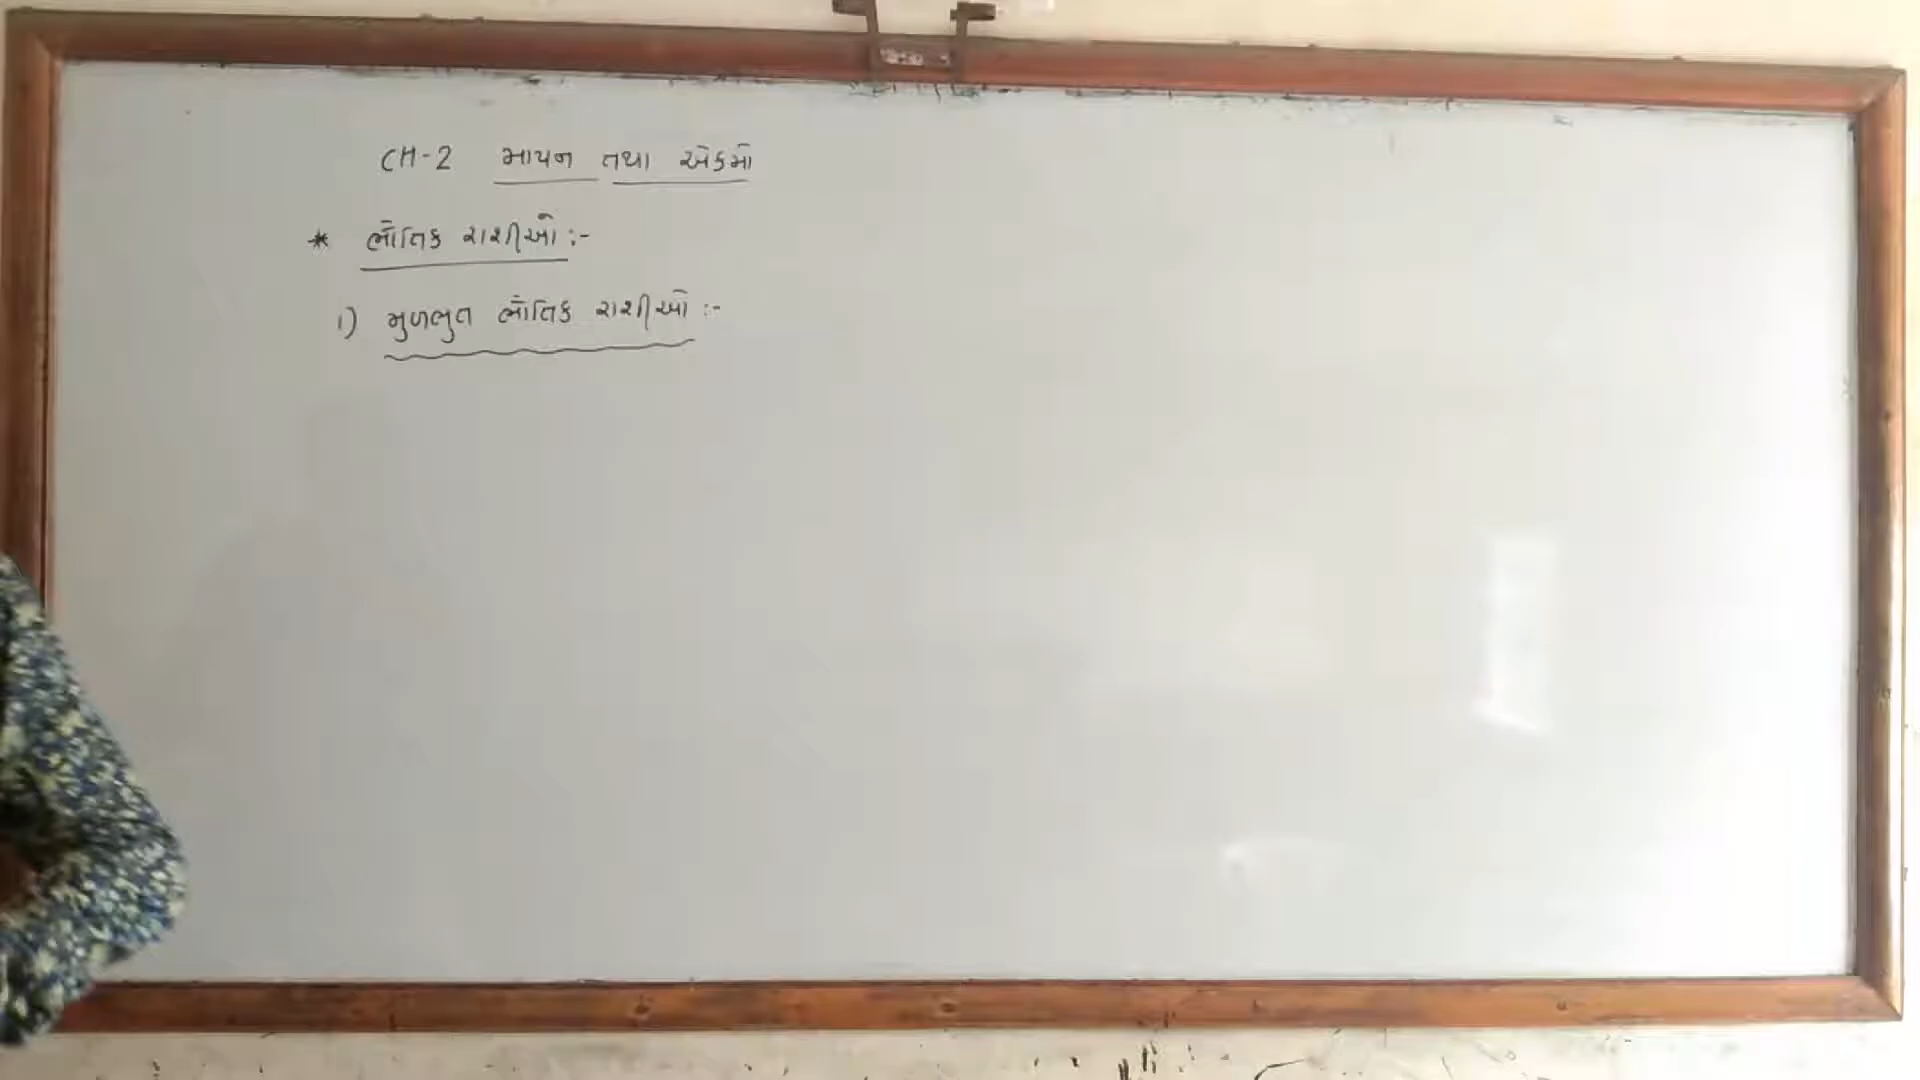 CH-2 માપન તથા એકમો
* ભૌતિક રાશીઓ :-
1) મુળભુત ભૌતિક રાશીઓ :-